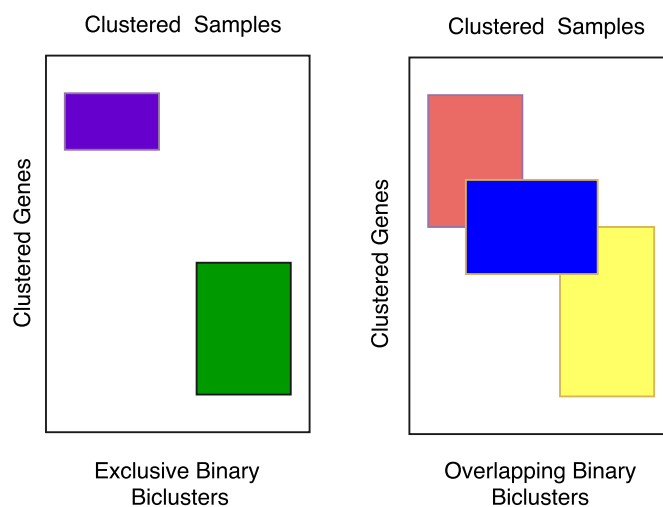 Clustered Samples
Clustered Genes
Exclusive Binary
Biclusters
Clustered Samples
Clustered Genes
Overlapping Binary
Biclusters